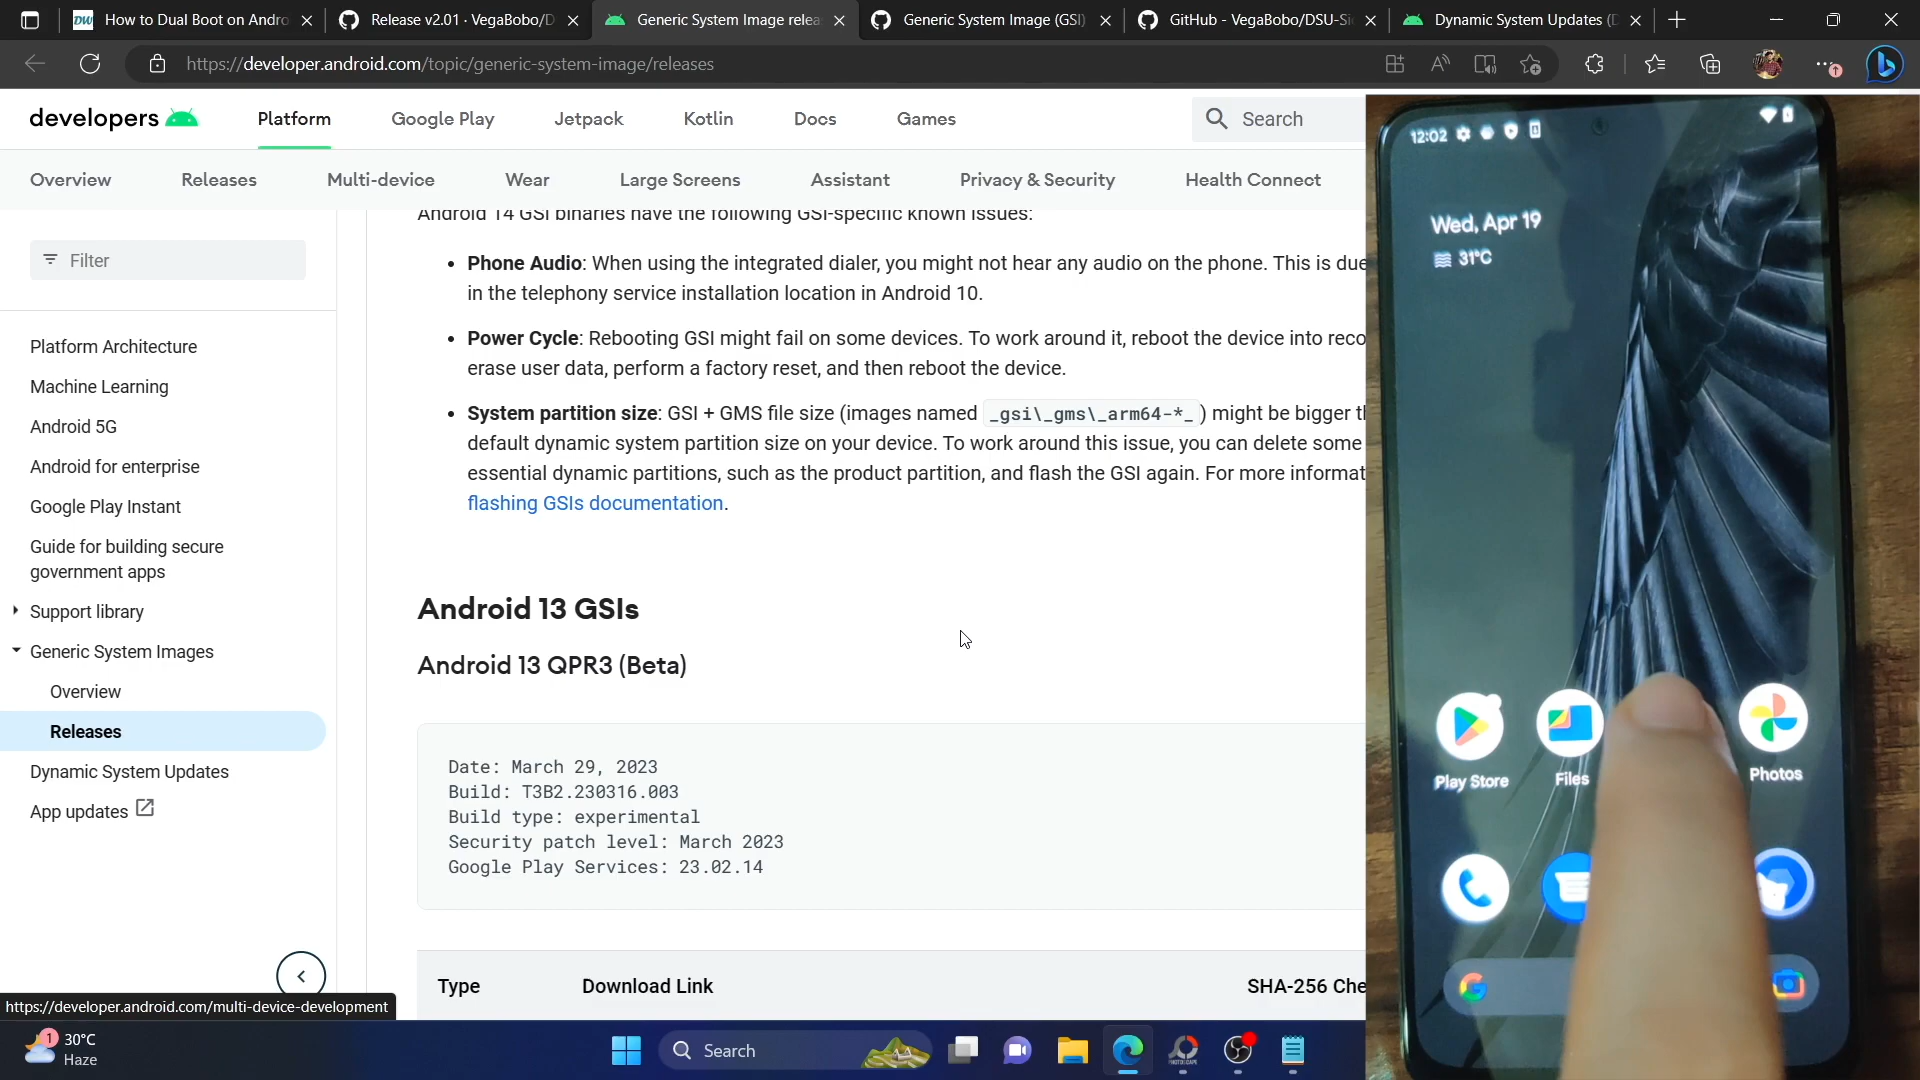 How to Dual Boot on Andro
Release v2.01 · VegaBobo/D
Generic System Image relea
Generic System Image (GSI)
GitHub - VegaBobo/DSU-Si
Dynamic System Updates (D
https://developer.android.com/topic/generic-system-image/releases
developers
Platform
Google Play
Jetpack
Kotlin
Docs
Games
Search
Overview
Releases
Multi-device
Wear
Large Screens
Assistant
Privacy & Security
Health Connect
Filter
Platform Architecture
Machine Learning
Android 5G
Android for enterprise
Google Play Instant
Guide for building secure
government apps
Support library
Generic System Images
Overview
Releases
Dynamic System Updates
App updates
Android 14 GSI binaries have the following GSI-specific known issues:
Phone Audio: When using the integrated dialer, you might not hear any audio on the phone. This is due
in the telephony service installation location in Android 10.
Power Cycle: Rebooting GSI might fail on some devices. To work around it, reboot the device into reco
erase user data, perform a factory reset, and then reboot the device.
System partition size: GSI + GMS file size (images named _gsi\_gms\_arm64-*_ ) might be bigger th
default dynamic system partition size on your device. To work around this issue, you can delete some
essential dynamic partitions, such as the product partition, and flash the GSI again. For more informat
flashing GSIs documentation.
Android 13 GSIs
Android 13 QPR3 (Beta)
Date: March 29, 2023
Build: T3B2.230316.003
Build type: experimental
Security patch level: March 2023
Google Play Services: 23.02.14
Type
Download Link
SHA-256 Che
https://developer.android.com/multi-device-development
1
30°C
Haze
Search
12:02
Wed, Apr 19
31°C
Play Store
Files
Photos